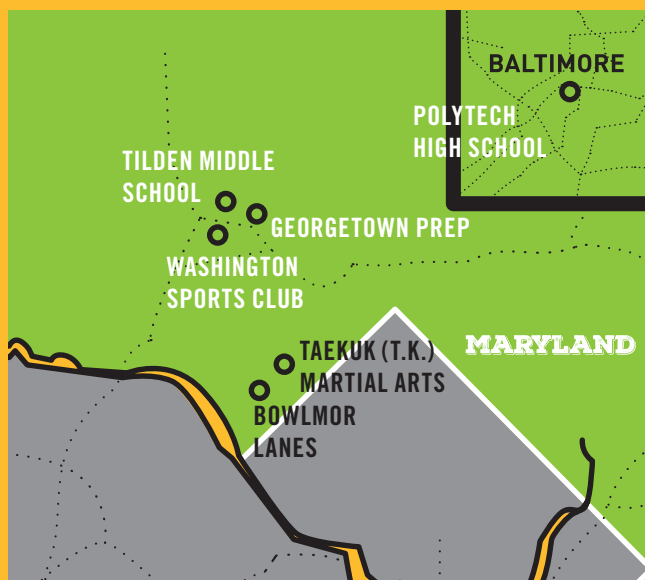 BALTIMORE
POLYTECH
HIGH SCHOOL
TILDEN MIDDLE
SCHOOL
GEORGETOWN PREP
WASHINGTON
SPORTS CLUB
TAEKUK (T.K.)
MARTIAL ARTS
MARYLAND
BOWLMOR
LANES